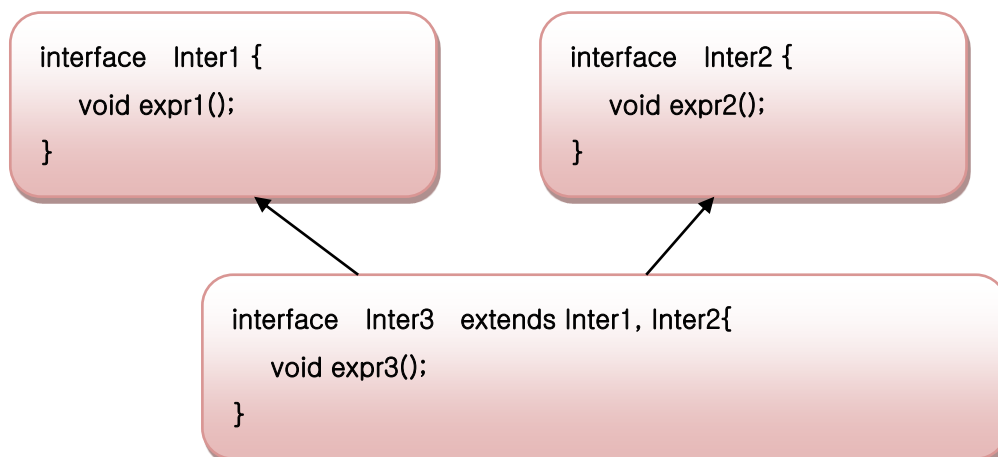 interface Inter1 {
void expr1();
}
interface Inter2 {
void expr2();
}
interface Inter3 extends Inter1, Inter2{
void expr3();
}